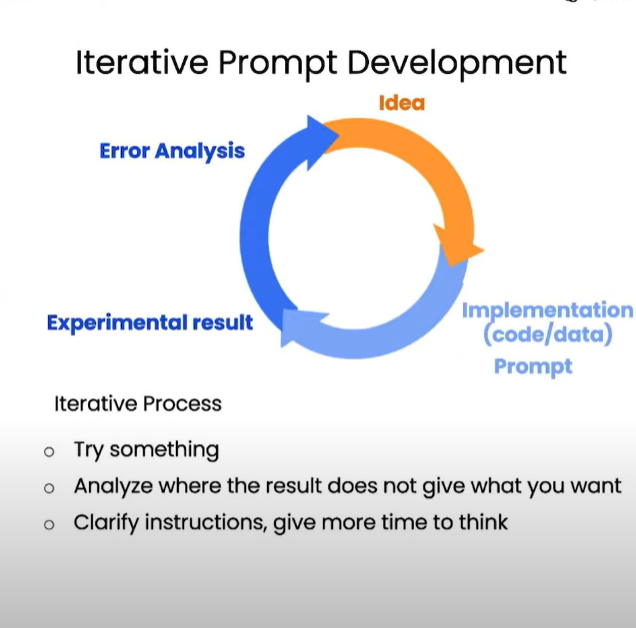 Iterative Prompt Development
Idea
Error Analysis
Experimental result
Implementation
(code/data)
Prompt
Iterative Process
Try something
Analyze where the result does not give what you want
Clarify instructions, give more time to think